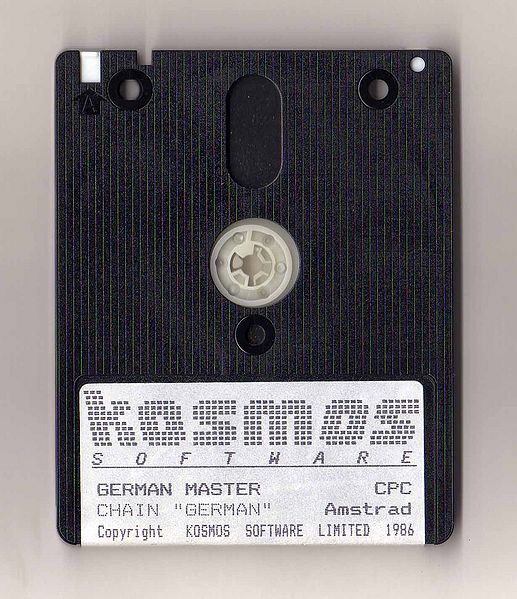 A
KOSMOS
SOFTWARE
GERMAN MASTER CPC
CHAIN "GERMAN" Amstrad
Copyright KOSMOS SOFTWARE LIMITED 1986